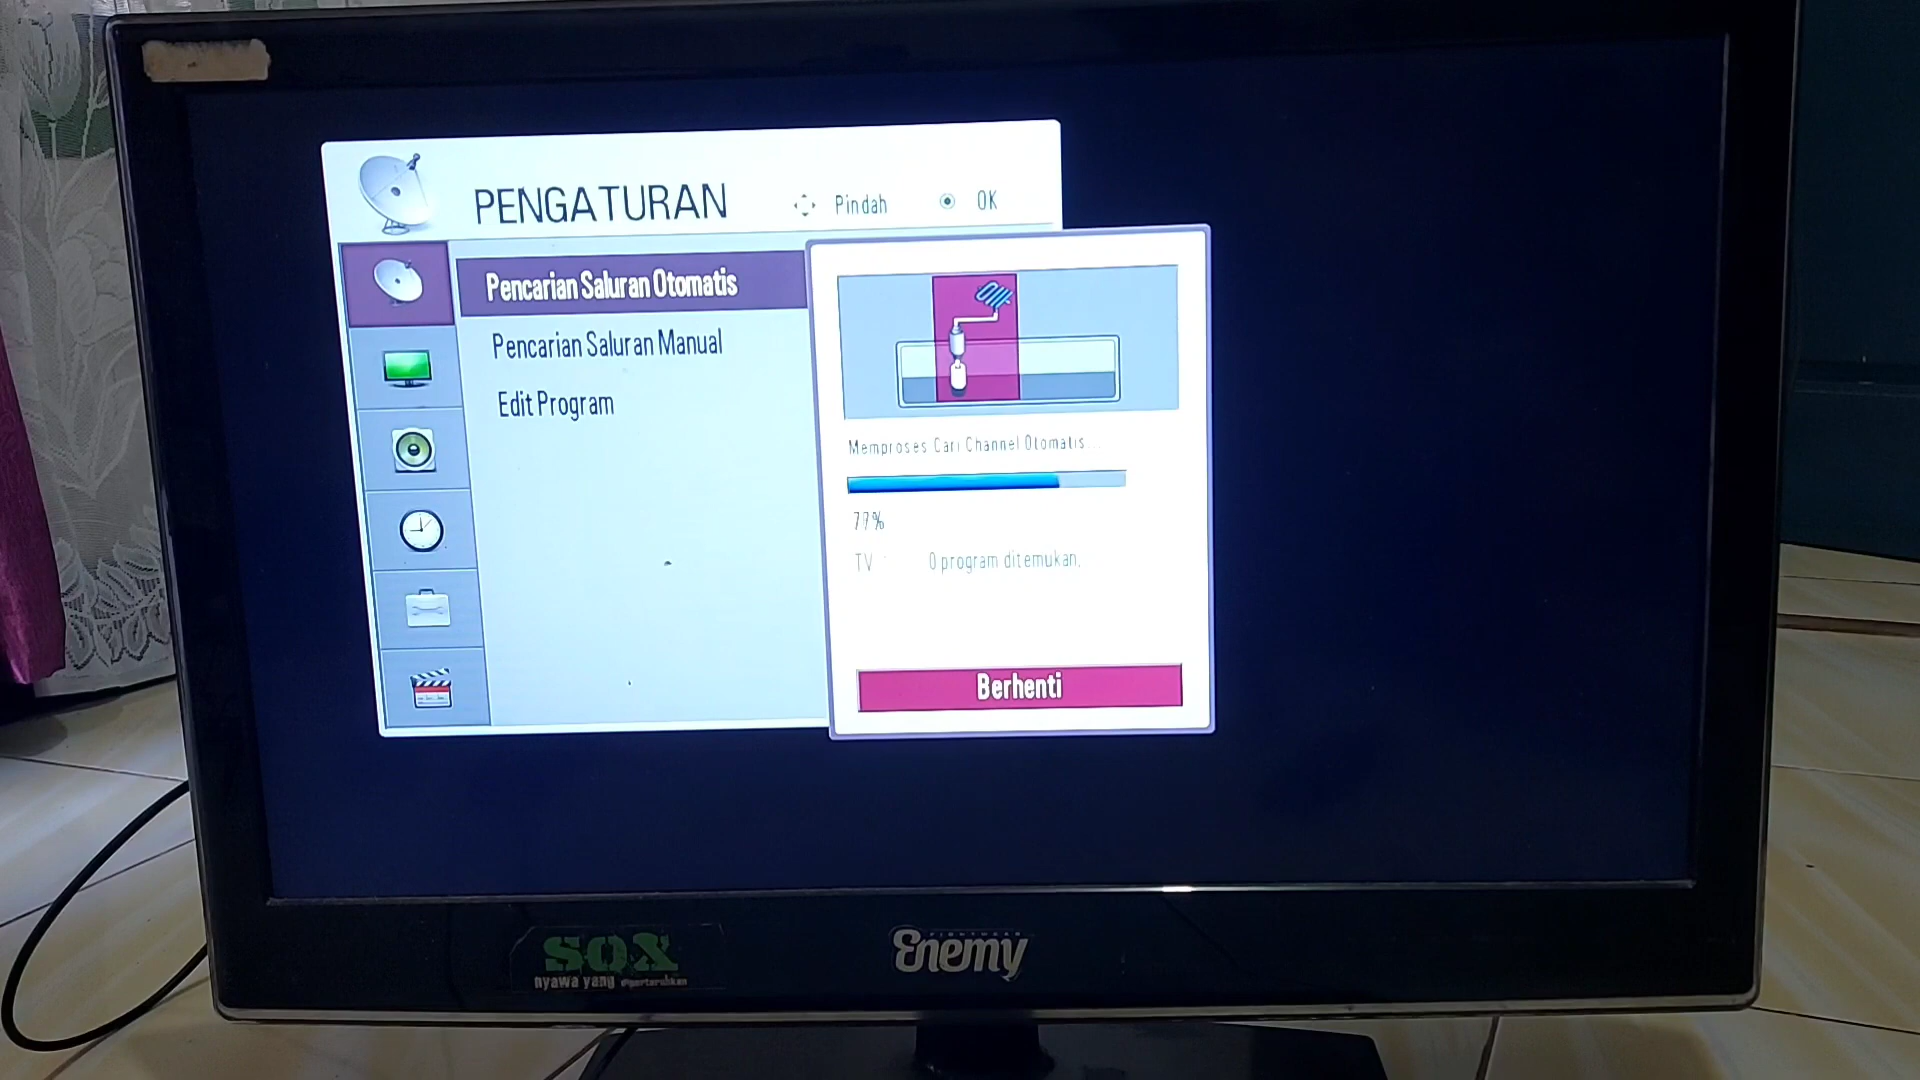 PENGATURAN
Pindah
OK
Pencarian Saluran Otomatis
Pencarian Saluran Manual
Edit Program
Memproses Cari Channel Otomatis...
77%
TV : 0 program ditemukan.
Berhenti
SOX
nyawa yang dipertaruhkan
Enemy